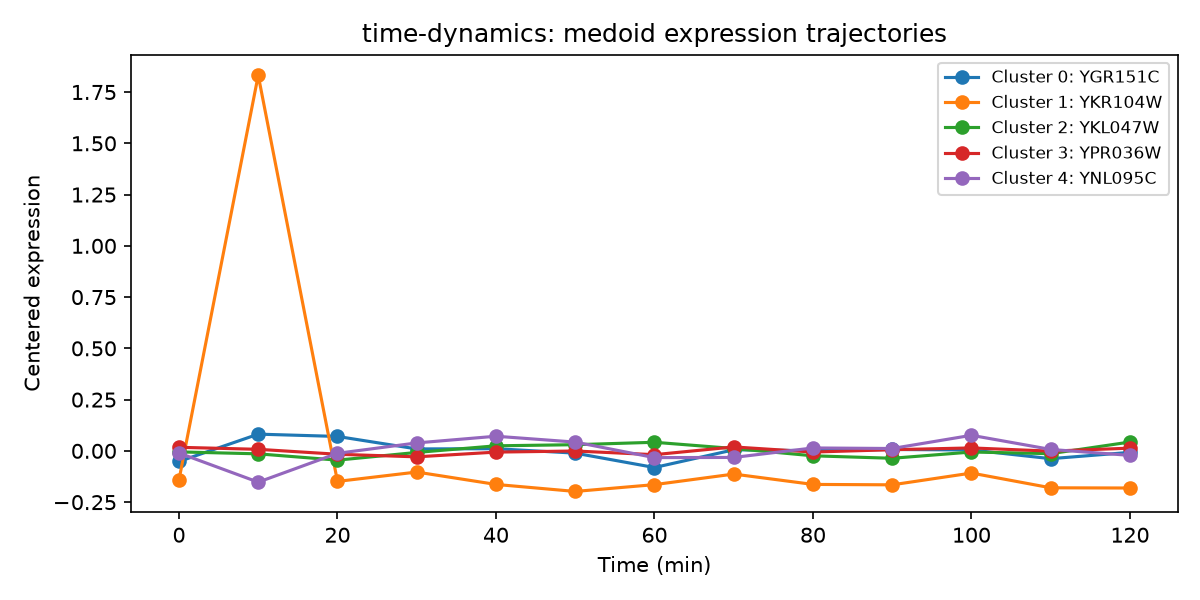 time-dynamics: medoid expression trajectories
Centered expression
1.75
1.50
1.25
1.00
0.75
0.50
0.25
0.00
−0.25
Cluster 0: YGR151C
Cluster 1: YKR104W
Cluster 2: YKL047W
Cluster 3: YPR036W
Cluster 4: YNL095C
0 20 40 60 80 100 120
Time (min)